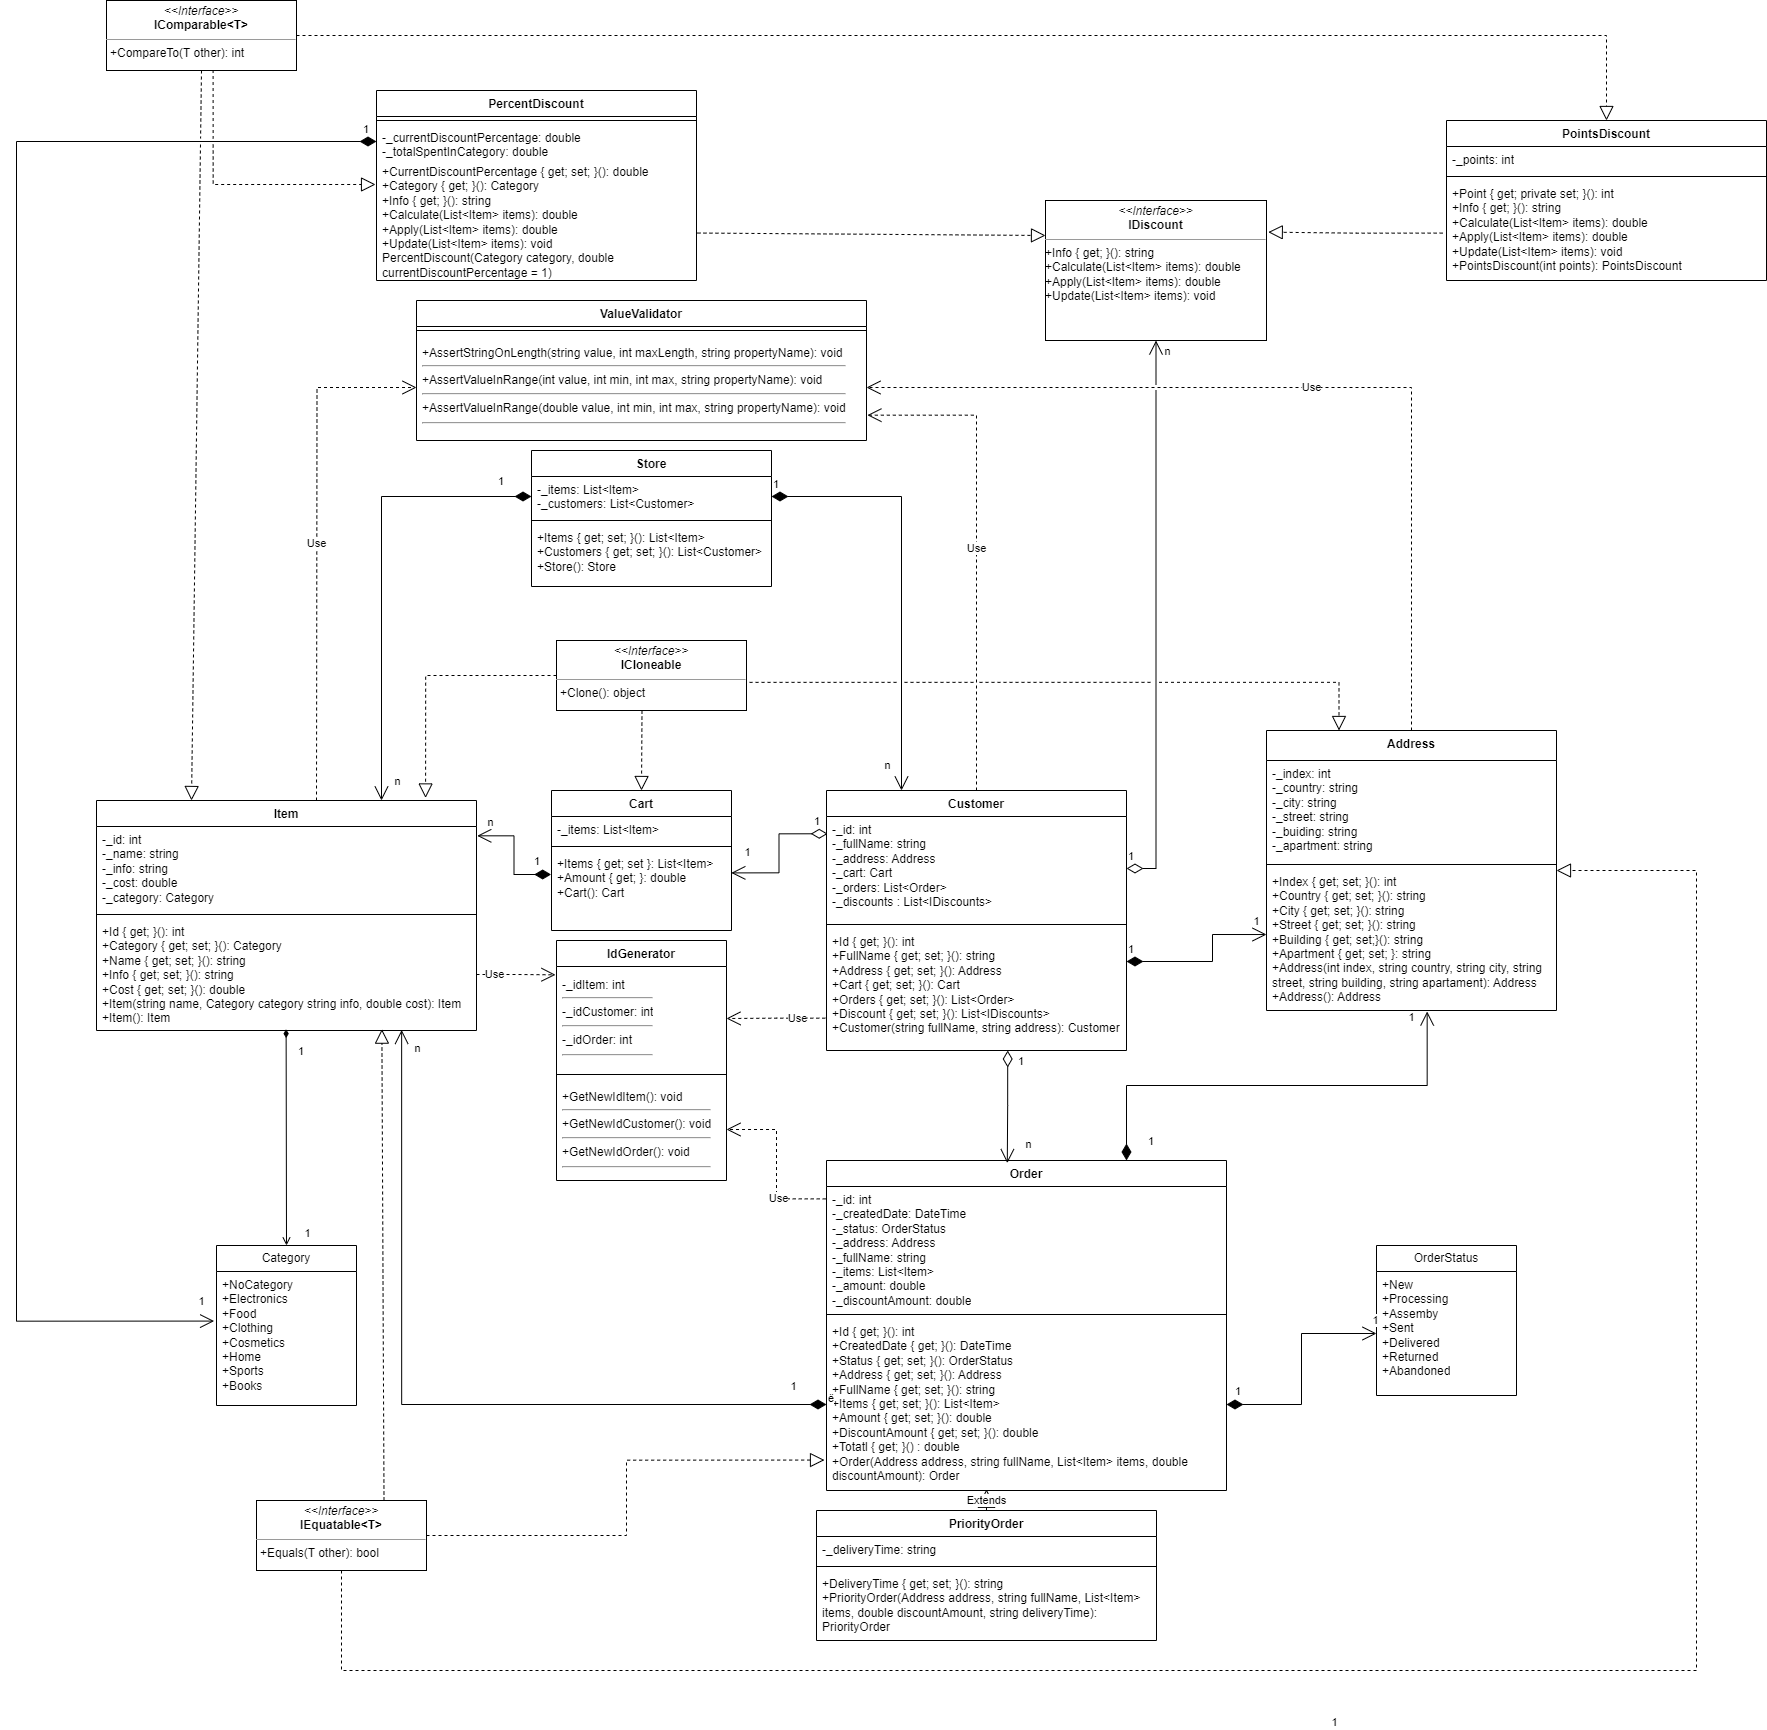 <<Interface>>
IComparable<T>
+CompareTo(T other): int
PercentDiscount
1
-_currentDiscountPercentage: double
-_totalSpentInCategory: double
+CurrentDiscountPercentage { get; set; }(): double
+Category { get; }(): Category
+Info { get; }(): string
+Calculate(List<Item> items): double
+Apply(List<Item> items): double
+Update(List<Item> items): void
PercentDiscount(Category category, double
currentDiscountPercentage = 1)
PointsDiscount
-_points: int
+Point { get; private set; }(): int
+Info { get; }(): string
+Calculate(List<Item> items): double
+Apply(List<Item> items): double
+Update(List<Item> items): void
+PointsDiscount(int points): PointsDiscount
<<Interface>>
IDiscount
+Info { get; }(): string
+Calculate(List<Item> items): double
+Apply(List<Item> items): double
+Update(List<Item> items): void
n
ValueValidator
+AssertStringOnLength(string value, int maxLength, string propertyName): void
+AssertValueInRange(int value, int min, int max, string propertyName): void
+AssertValueInRange(double value, int min, int max, string propertyName): void
Use
Use
Use
Store
1
1
-_items: List<Item>
-_customers: List<Customer>
+Items { get; set; }(): List<Item>
+Customers { get; set; }(): List<Customer>
+Store(): Store
<<Interface>>
ICloneable
+Clone(): object
n
n
Item
-_id: int
-_name: string
-_info: string
-_cost: double
-_category: Category
+Id { get; }(): int
+Category { get; set; }(): Category
+Name { get; set; }(): string
+Info { get; set; }(): string
+Cost { get; set; }(): double
+Item(string name, Category category string info, double cost): Item
+Item(): Item
n
1
Cart
-_items: List<Item>
+Items { get; set }: List<Item>
+Amount { get; }: double
+Cart(): Cart
1
1
Customer
-_id: int
-_fullName: string
-_address: Address
-_cart: Cart
-_orders: List<Order>
-_discounts : List<IDiscounts>
+Id { get; }(): int
+FullName { get; set; }(): string
+Address { get; set; }(): Address
+Cart { get; set; }(): Cart
+Orders { get; set; }(): List<Order>
+Discount { get; set; }(): List<IDiscounts>
+Customer(string fullName, string address): Customer
1
1
1
Address
-_index: int
-_country: string
-_city: string
-_street: string
-_buiding: string
-_apartment: string
+Index { get; set; }(): int
+Country { get; set; }(): string
+City { get; set; }(): string
+Street { get; set; }(): string
+Building { get; set;}(): string
+Apartment { get; set; }: string
+Address(int index, string country, string city, string
street, string building, string apartament): Address
+Address(): Address
1
IdGenerator
-_idItem: int
-_idCustomer: int
-_idOrder: int
+GetNewIdItem(): void
+GetNewIdCustomer(): void
+GetNewIdOrder(): void
Use
Use
Use
1
n
1
n
1
1
Category
+NoCategory
+Electronics
+Food
+Clothing
+Cosmetics
+Home
+Sports
+Books
1
Order
-_id: int
-_createdDate: DateTime
-_status: OrderStatus
-_address: Address
-_fullName: string
-_items: List<Item>
-_amount: double
-_discountAmount: double
+Id { get; }(): int
+CreatedDate { get; }(): DateTime
+Status { get; set; }(): OrderStatus
+Address { get; set; }(): Address
+FullName { get; set; }(): string
+Items { get; set; }(): List<Item>
+Amount { get; set; }(): double
+DiscountAmount { get; set; }(): double
+Totatl { get; }() : double
+Order(Address address, string fullName, List<Item> items, double
discountAmount): Order
1
ё
1
1
OrderStatus
+New
+Processing
+Assemby
+Sent
+Delivered
+Returned
+Abandoned
<<Interface>>
IEquatable<T>
+Equals(T other): bool
Extends
PriorityOrder
-_deliveryTime: string
+DeliveryTime { get; set; }(): string
+PriorityOrder(Address address, string fullName, List<Item>
items, double discountAmount, string deliveryTime):
PriorityOrder
1